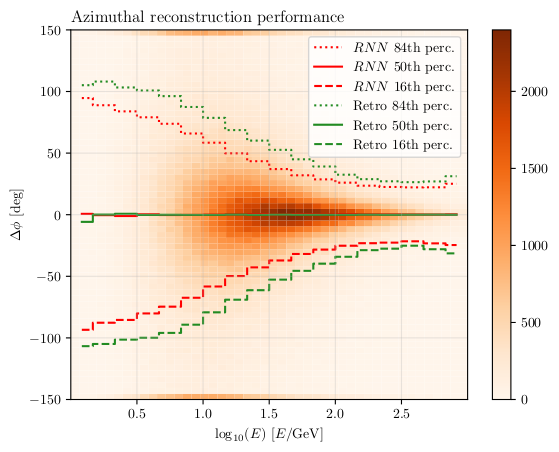 Azimuthal reconstruction performance
150
100
50
0
−50
−100
−150
Δϕ [deg]
0.5
1.0
1.5
2.0
2.5
log10(E) [E/GeV]
RNN 84th perc.
RNN 50th perc.
RNN 16th perc.
Retro 84th perc.
Retro 50th perc.
Retro 16th perc.
2000
1500
1000
500
0